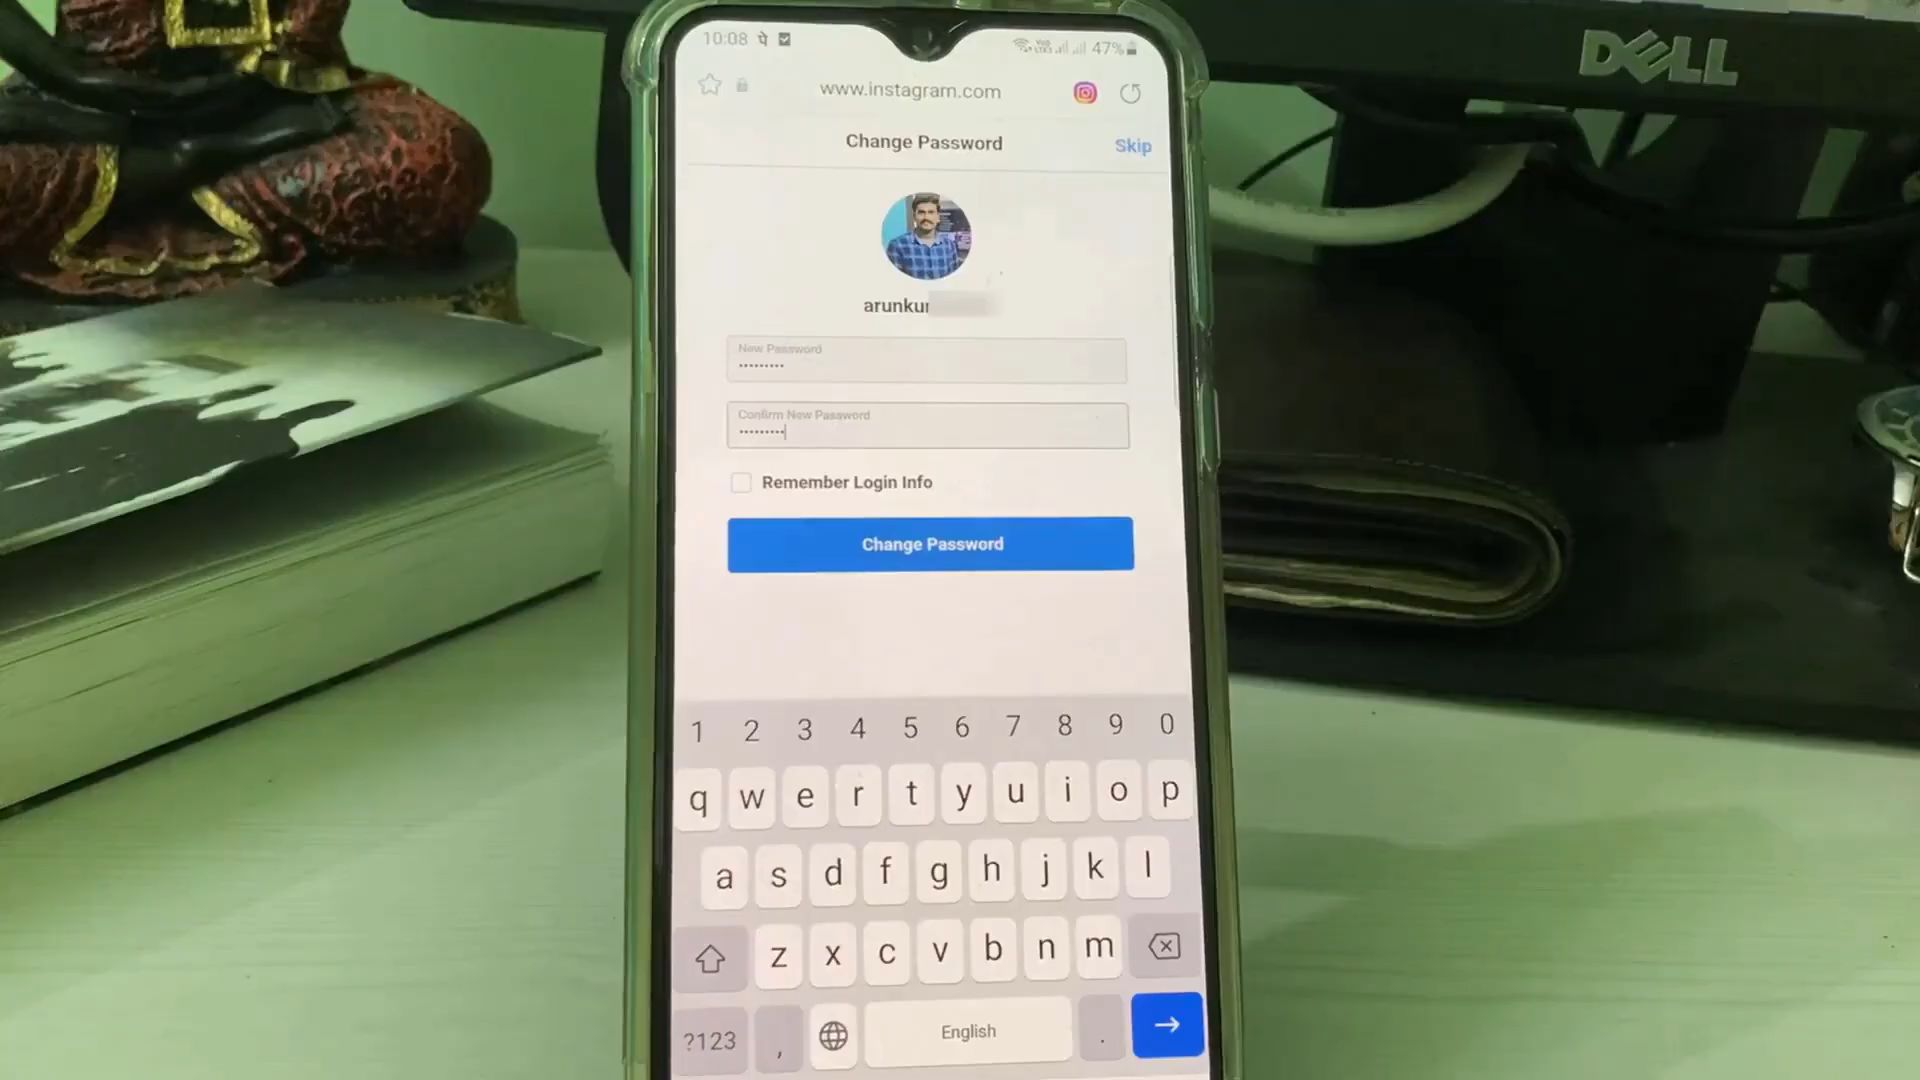 DELL
10:08 पे 47%
www.instagram.com
Change Password Skip
arunku
New Password
•••••••••
Confirm New Password
•••••••••
Remember Login Info
Change Password
1 2 3 4 5 6 7 8 9 0
q w e r t y u i o p
a s d f g h j k l
z x c v b n m
?123 , English .